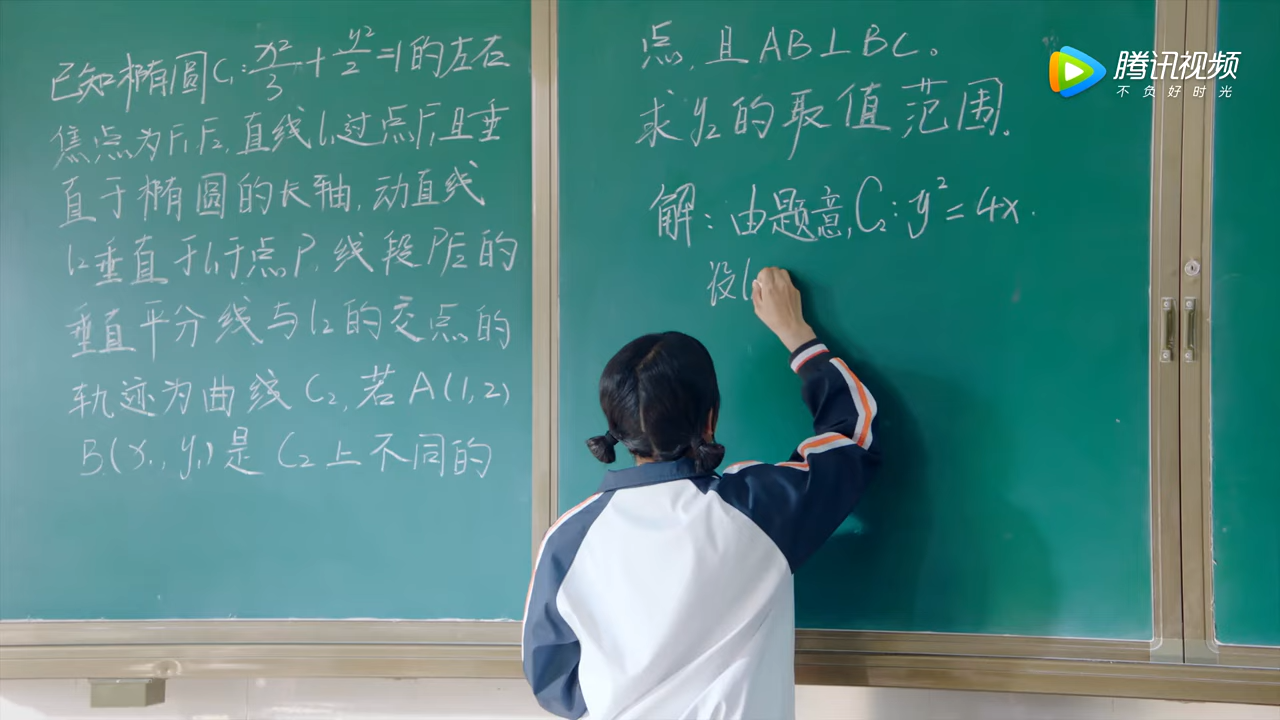 已知椭圆C₁:x²/3+y²/2=1的左右
焦点为F₁F₂,直线l₁过点F₁且垂
直于椭圆的长轴,动直线
l₂垂直于l₁于点P,线段PF₂的
垂直平分线与l₂的交点的
轨迹为曲线C₂,若A(1,2)
B(x₁,y₁)是C₂上不同的
点,且AB⊥BC。
求y₂的取值范围.
解:由题意,C₂:y²=4x.
设l
腾讯视频
不负好时光